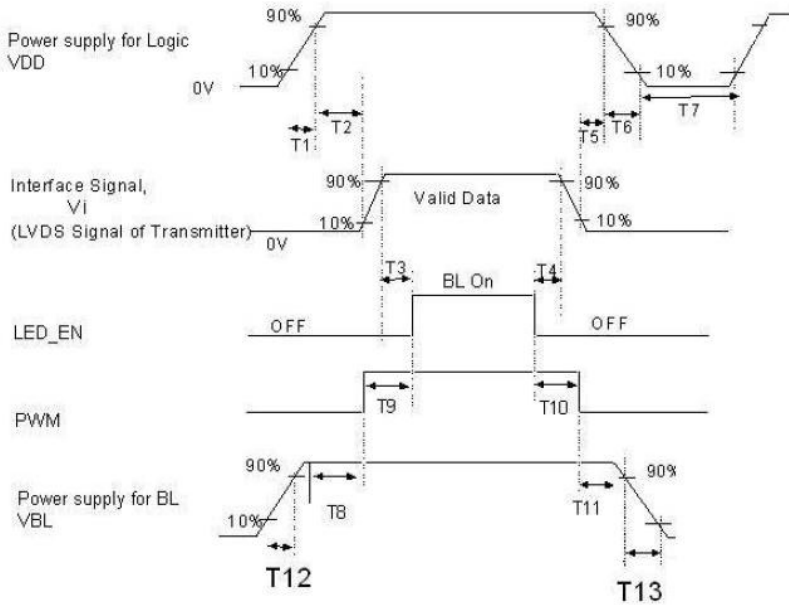 90%
90%
Power supply for Logic
VDD
10%
10%
0V
T1
T2
T5
T6
T7
Interface Signal,
Vi
(LVDS Signal of Transmitter)
90%
Valid Data
90%
10%
10%
0V
T3
BL On
T4
LED_EN
OFF
OFF
PWM
T9
T10
90%
90%
Power supply for BL
VBL
10%
T8
T11
T12
T13